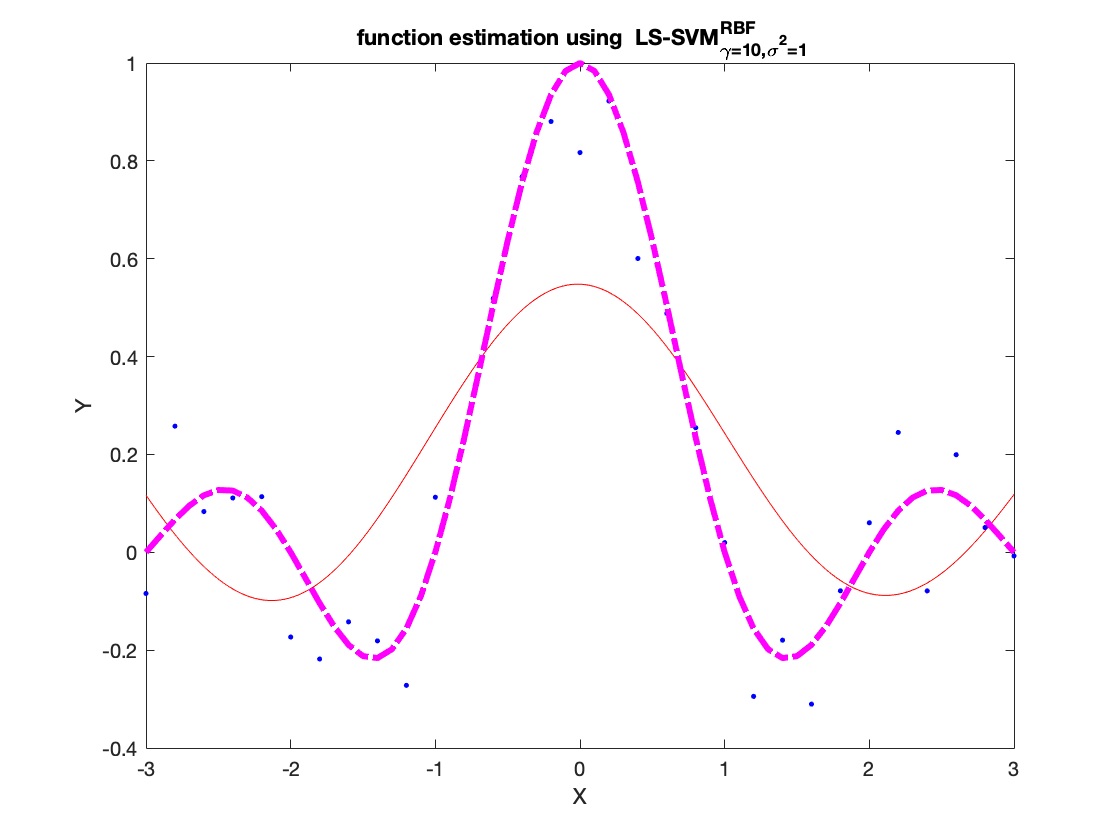 function estimation using LS-SVM^{RBF}_{γ=10,σ^2=1}
1
0.8
0.6
0.4
0.2
0
-0.2
-0.4
Y
-3 -2 -1 0 1 2 3
X